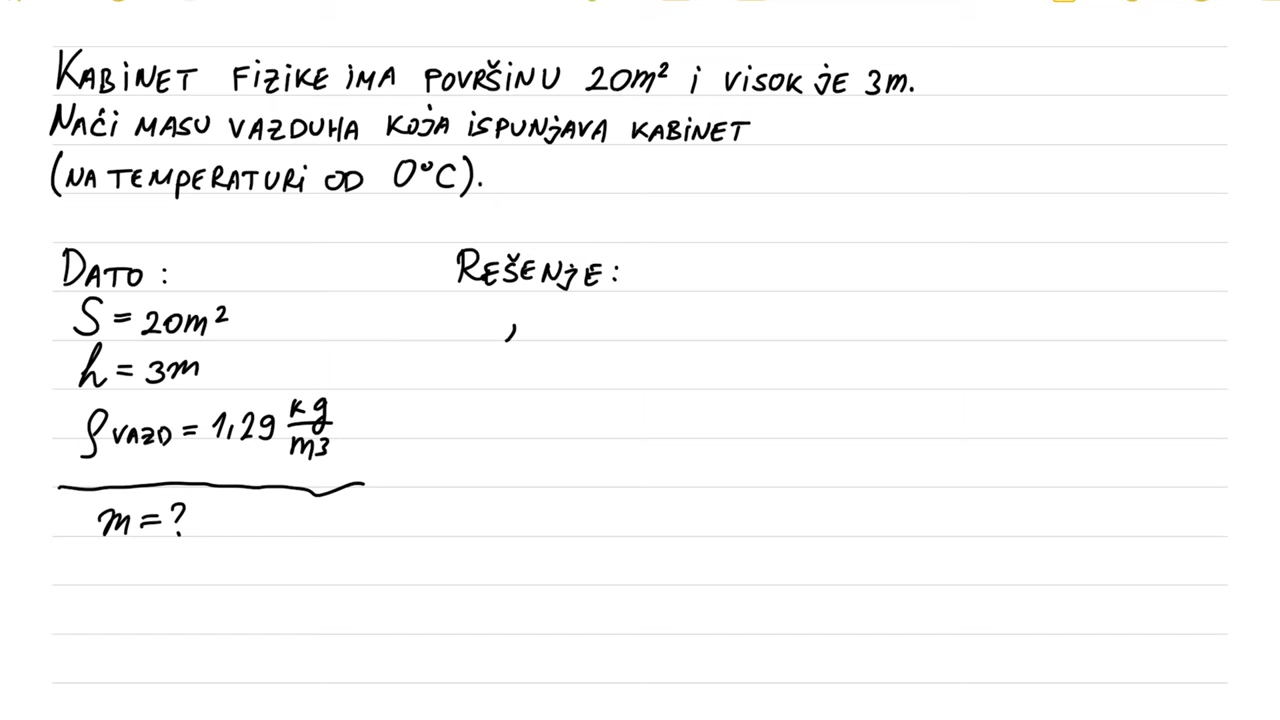 KABINET FIZIKE IMA POVRŠINU 20m² i VISOK JE 3m.
NAĆI MASU VAZDUHA KOJA ISPUNJAVA KABINET
(NA TEMPERATURI OD 0°C).
DATO: REŠENJE:
S = 20m² ,
h = 3m
ρ VAZD = 1,29 kg/m3
m = ?